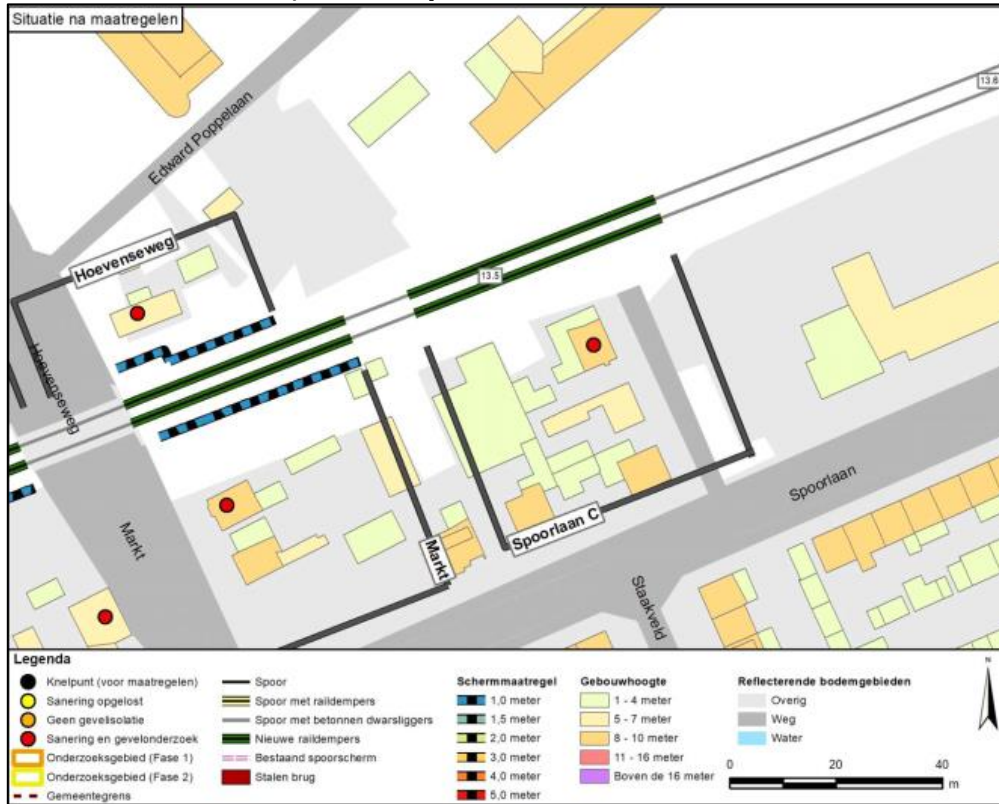 Situatie na maatregelen
13.6
Edward Poppelaan
Hoevenseweg
13.5
Hoevenseweg
Spoorlaan
Markt
Markt
Spoorlaan C
Staakveld
Legenda
Knelpunt (voor maatregelen)
Sanering opgelost
Geen gevelisolatie
Sanering en gevelonderzoek
Onderzoeksgebied (Fase 1)
Onderzoeksgebied (Fase 2)
Gemeentegrens
Spoor
Spoor met raildempers
Spoor met betonnen dwarsliggers
Nieuwe raildempers
Bestaand spoorscherm
Stalen brug
Schermmaatregel
1,0 meter
1,5 meter
2,0 meter
3,0 meter
4,0 meter
5,0 meter
Gebouwhoogte
1 - 4 meter
5 - 7 meter
8 - 10 meter
11 - 16 meter
Boven de 16 meter
Reflecterende bodemgebieden
Overig
Weg
Water
N
0 20 40
m